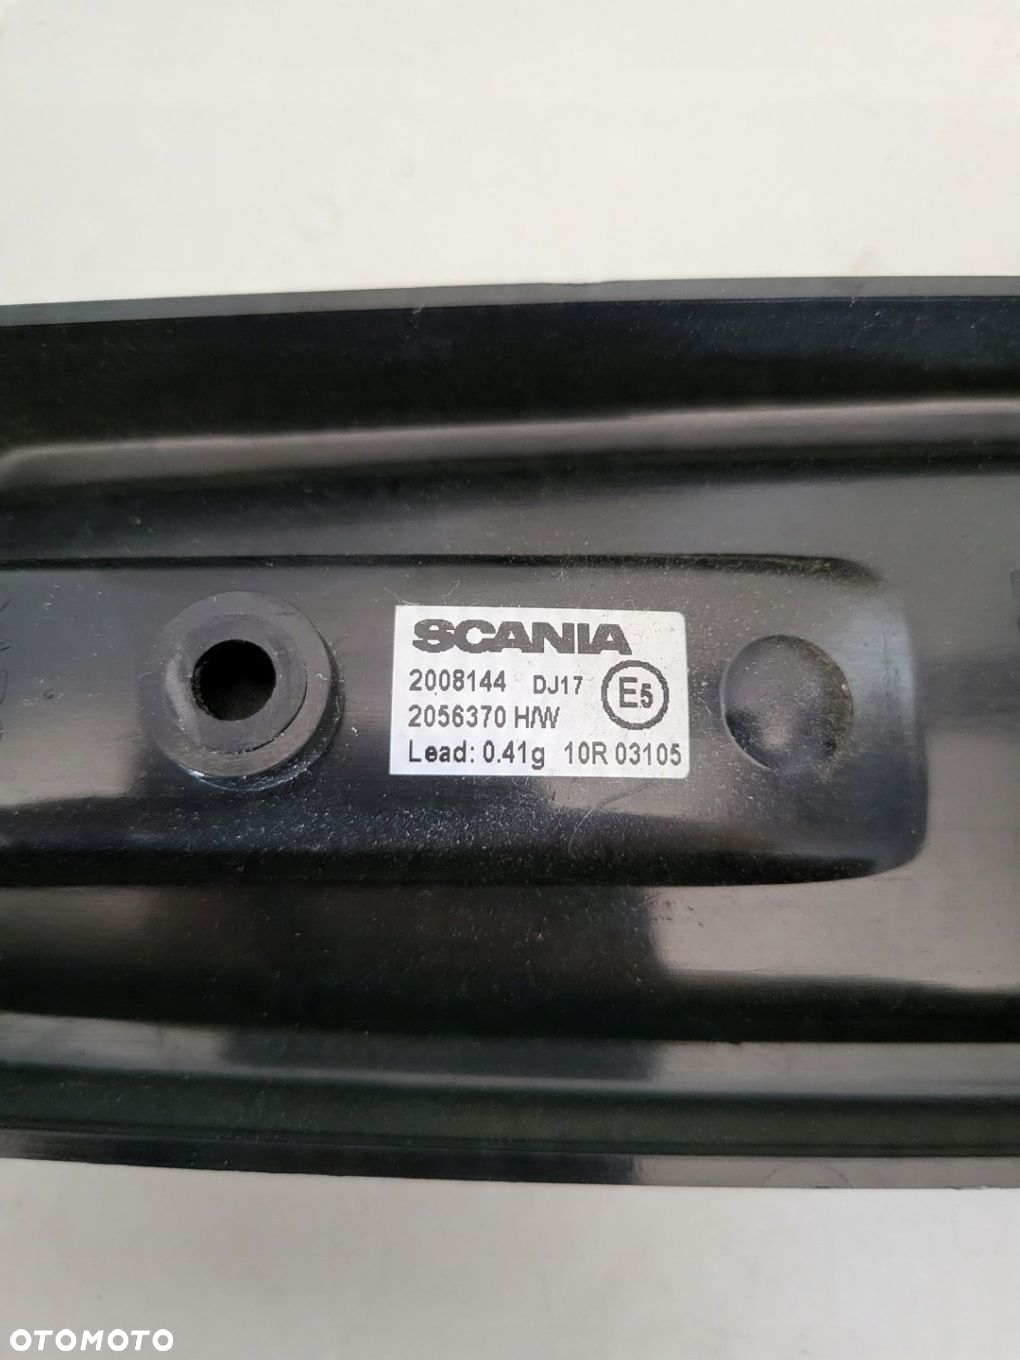 SCANIA
2008144 DJ17 E5
2056370 H/W
Lead: 0.41g 10R 03105
OTOMOTO